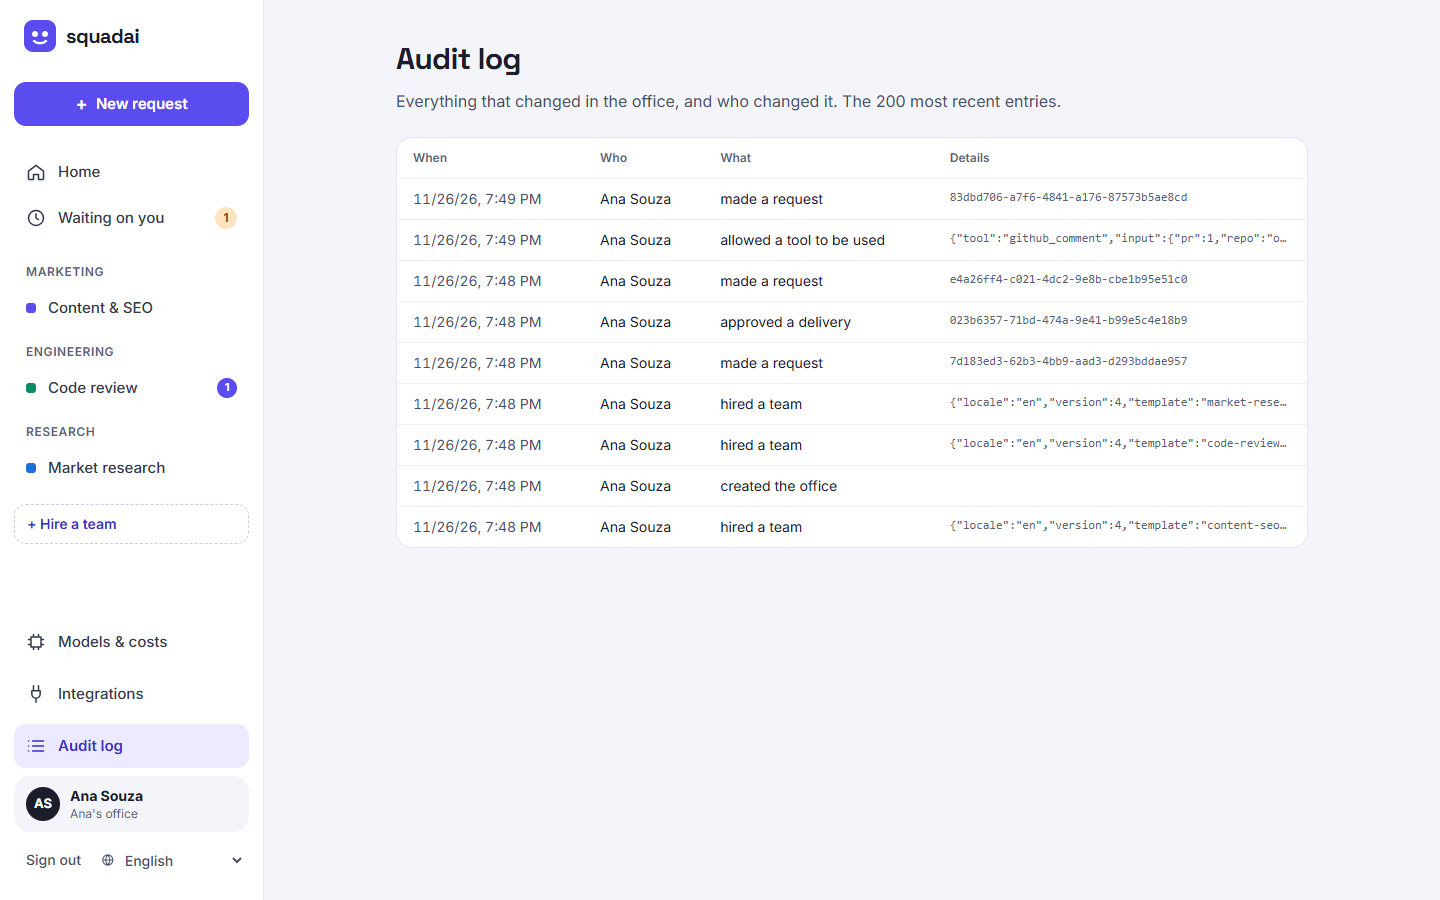 squadai
+ New request
Home
Waiting on you 1
MARKETING
Content & SEO
ENGINEERING
Code review 1
RESEARCH
Market research
+ Hire a team
Models & costs
Integrations
Audit log
AS Ana Souza
Ana's office
Sign out English
Audit log
Everything that changed in the office, and who changed it. The 200 most recent entries.
When Who What Details
11/26/26, 7:49 PM Ana Souza made a request 83dbd706-a7f6-4841-a176-87573b5ae8cd
11/26/26, 7:49 PM Ana Souza allowed a tool to be used {"tool":"github_comment","input":{"pr":1,"repo":"o…
11/26/26, 7:48 PM Ana Souza made a request e4a26ff4-c021-4dc2-9e8b-cbe1b95e51c0
11/26/26, 7:48 PM Ana Souza approved a delivery 023b6357-71bd-474a-9e41-b99e5c4e18b9
11/26/26, 7:48 PM Ana Souza made a request 7d183ed3-62b3-4bb9-aad3-d293bddae957
11/26/26, 7:48 PM Ana Souza hired a team {"locale":"en","version":4,"template":"market-rese…
11/26/26, 7:48 PM Ana Souza hired a team {"locale":"en","version":4,"template":"code-review…
11/26/26, 7:48 PM Ana Souza created the office
11/26/26, 7:48 PM Ana Souza hired a team {"locale":"en","version":4,"template":"content-seo…